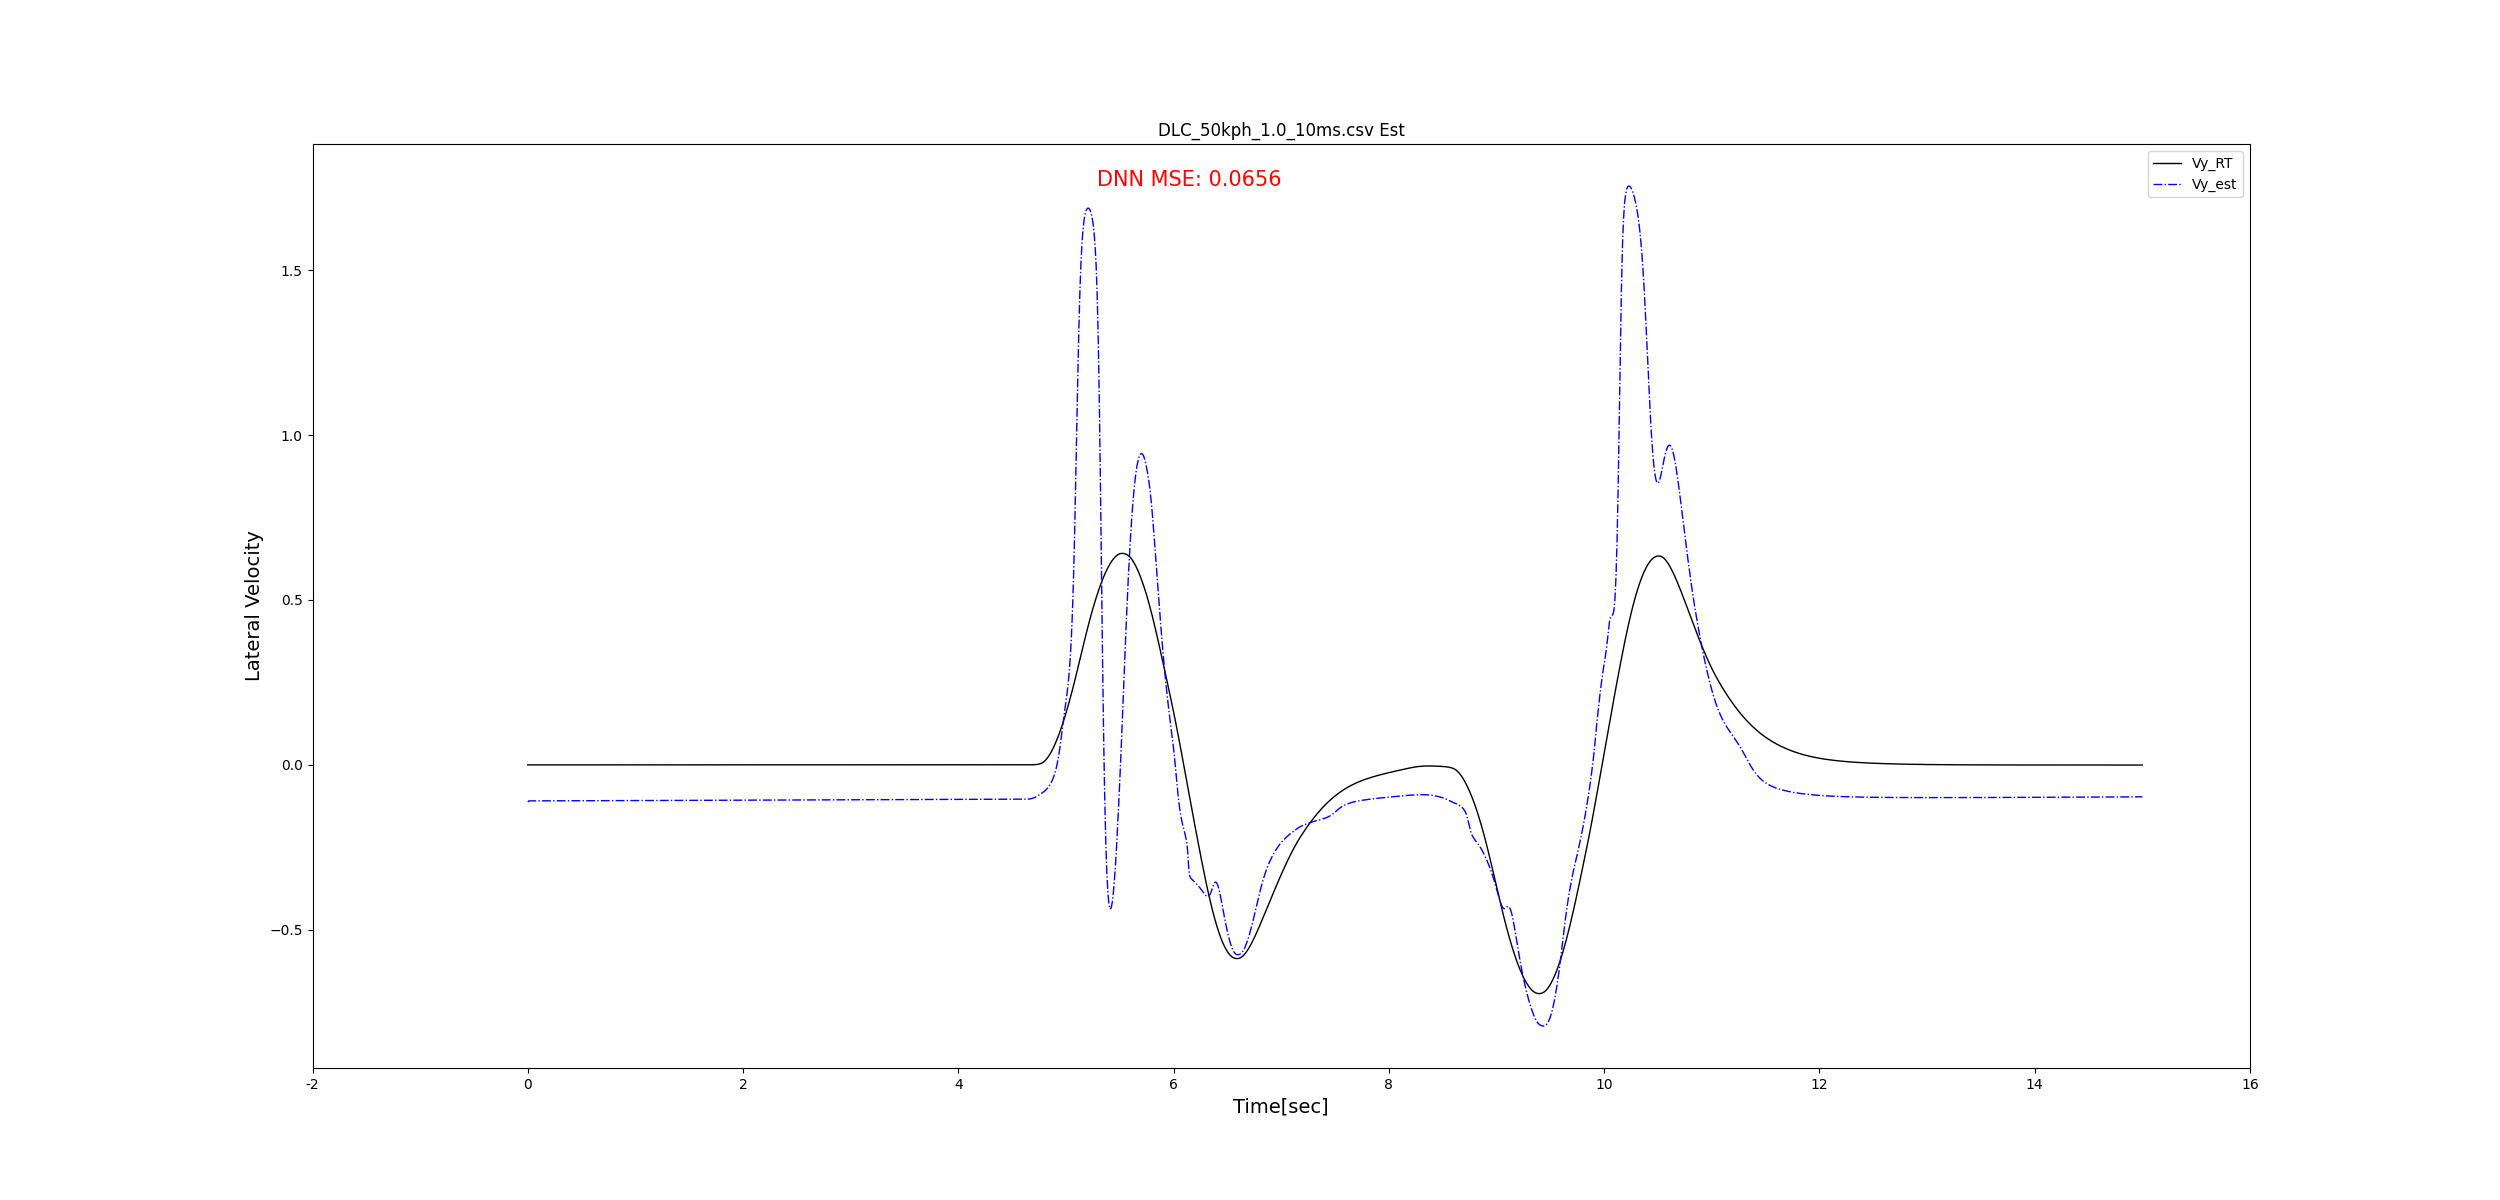 DLC_50kph_1.0_10ms.csv Est
DNN MSE: 0.0656
Vy_RT
Vy_est
1.5
1.0
0.5
0.0
−0.5
Lateral Velocity
-2 0 2 4 6 8 10 12 14 16
Time[sec]